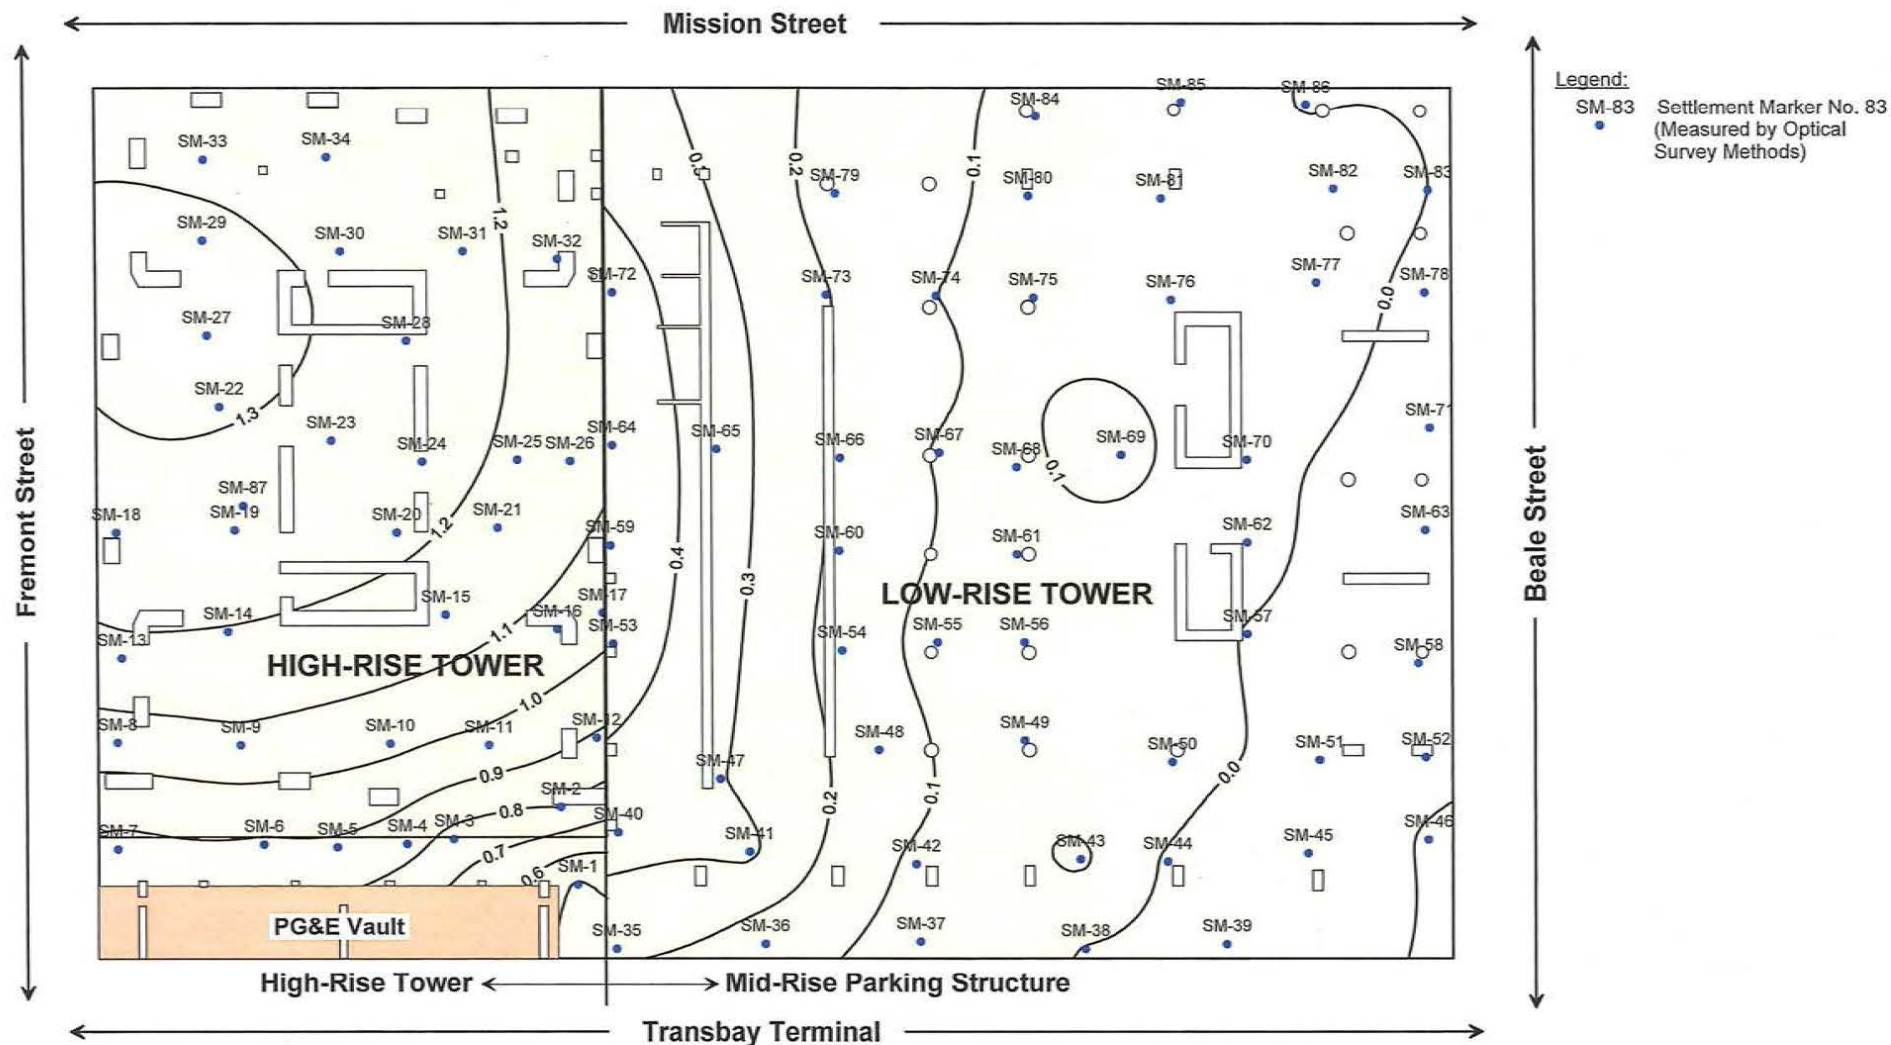 Mission Street
Legend:
SM-83 Settlement Marker No. 83
(Measured by Optical
Survey Methods)
SM-85
SM-86
SM-84
SM-33
SM-34
0.2
0.1
SM-79
SM-80
SM-81
SM-82
SM-83
1.2
SM-29
SM-30
SM-31
SM-32
SM-72
SM-73
SM-74
SM-75
SM-76
SM-77
SM-78
0.0
SM-27
SM-28
SM-22
1.3
SM-23
SM-24
SM-25
SM-26
SM-64
SM-65
SM-66
SM-67
SM-68
SM-69
0.1
SM-70
SM-71
SM-87
SM-18
SM-19
SM-20
1.2
SM-21
SM-59
SM-60
SM-61
SM-62
SM-63
0.4
0.3
LOW-RISE TOWER
Fremont Street
Beale Street
SM-13
SM-14
SM-15
SM-16
SM-17
SM-53
SM-54
SM-55
SM-56
SM-57
SM-58
1.1
HIGH-RISE TOWER
1.0
SM-8
SM-9
SM-10
SM-11
SM-12
SM-47
SM-48
SM-49
SM-50
SM-51
SM-52
0.9
0.0
SM-2
0.8
0.2
0.1
SM-7
SM-6
SM-5
SM-4
SM-3
SM-40
SM-41
SM-42
SM-43
SM-44
SM-45
SM-46
0.7
0.6
SM-1
PG&E Vault
SM-35
SM-36
SM-37
SM-38
SM-39
High-Rise Tower
Mid-Rise Parking Structure
Transbay Terminal